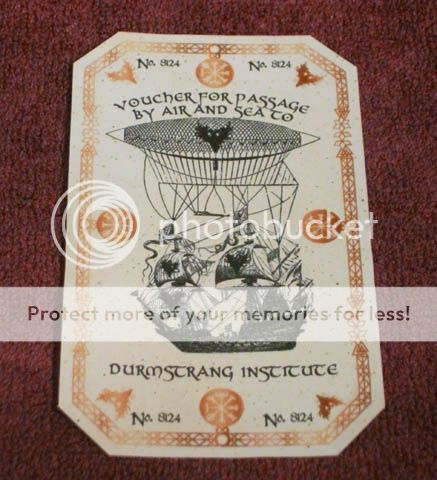 No. 8124 No. 8124
VOUCHER FOR PASSAGE
BY AIR AND SEA TO
photobucket
Protect more of your memories for less!
DURMSTRANG INSTITUTE
No. 8124 No. 8124